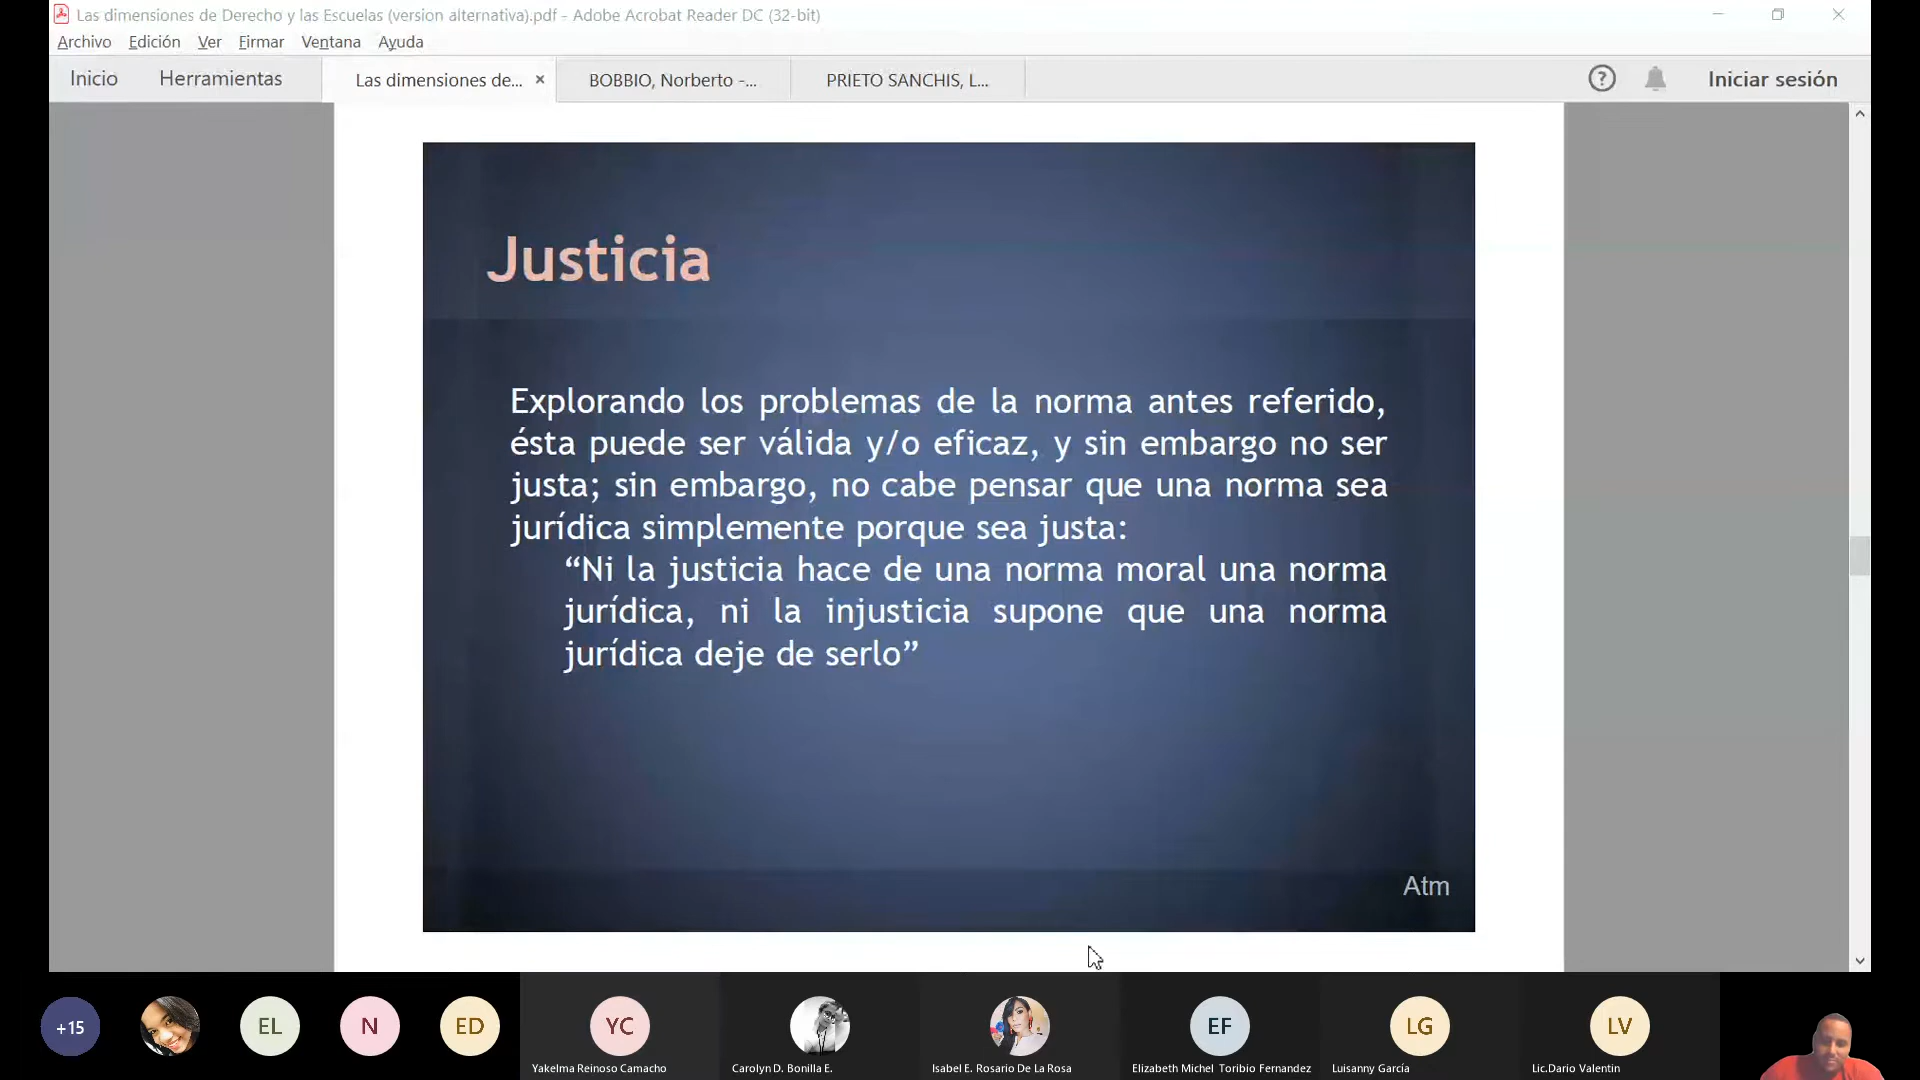 Las dimensiones de Derecho y las Escuelas (version alternativa).pdf - Adobe Acrobat Reader DC (32-bit)
Archivo Edición Ver Firmar Ventana Ayuda
Inicio Herramientas Las dimensiones de... × BOBBIO, Norberto -... PRIETO SANCHIS, L... ? Iniciar sesión
Justicia
Explorando los problemas de la norma antes referido,
ésta puede ser válida y/o eficaz, y sin embargo no ser
justa; sin embargo, no cabe pensar que una norma sea
jurídica simplemente porque sea justa:
“Ni la justicia hace de una norma moral una norma
jurídica, ni la injusticia supone que una norma
jurídica deje de serlo”
Atm
+15 EL N ED YC EF LG LV
Yakelma Reinoso Camacho Carolyn D. Bonilla E. Isabel E. Rosario De La Rosa Elizabeth Michel Toribio Fernandez Luisanny García Lic.Dario Valentin